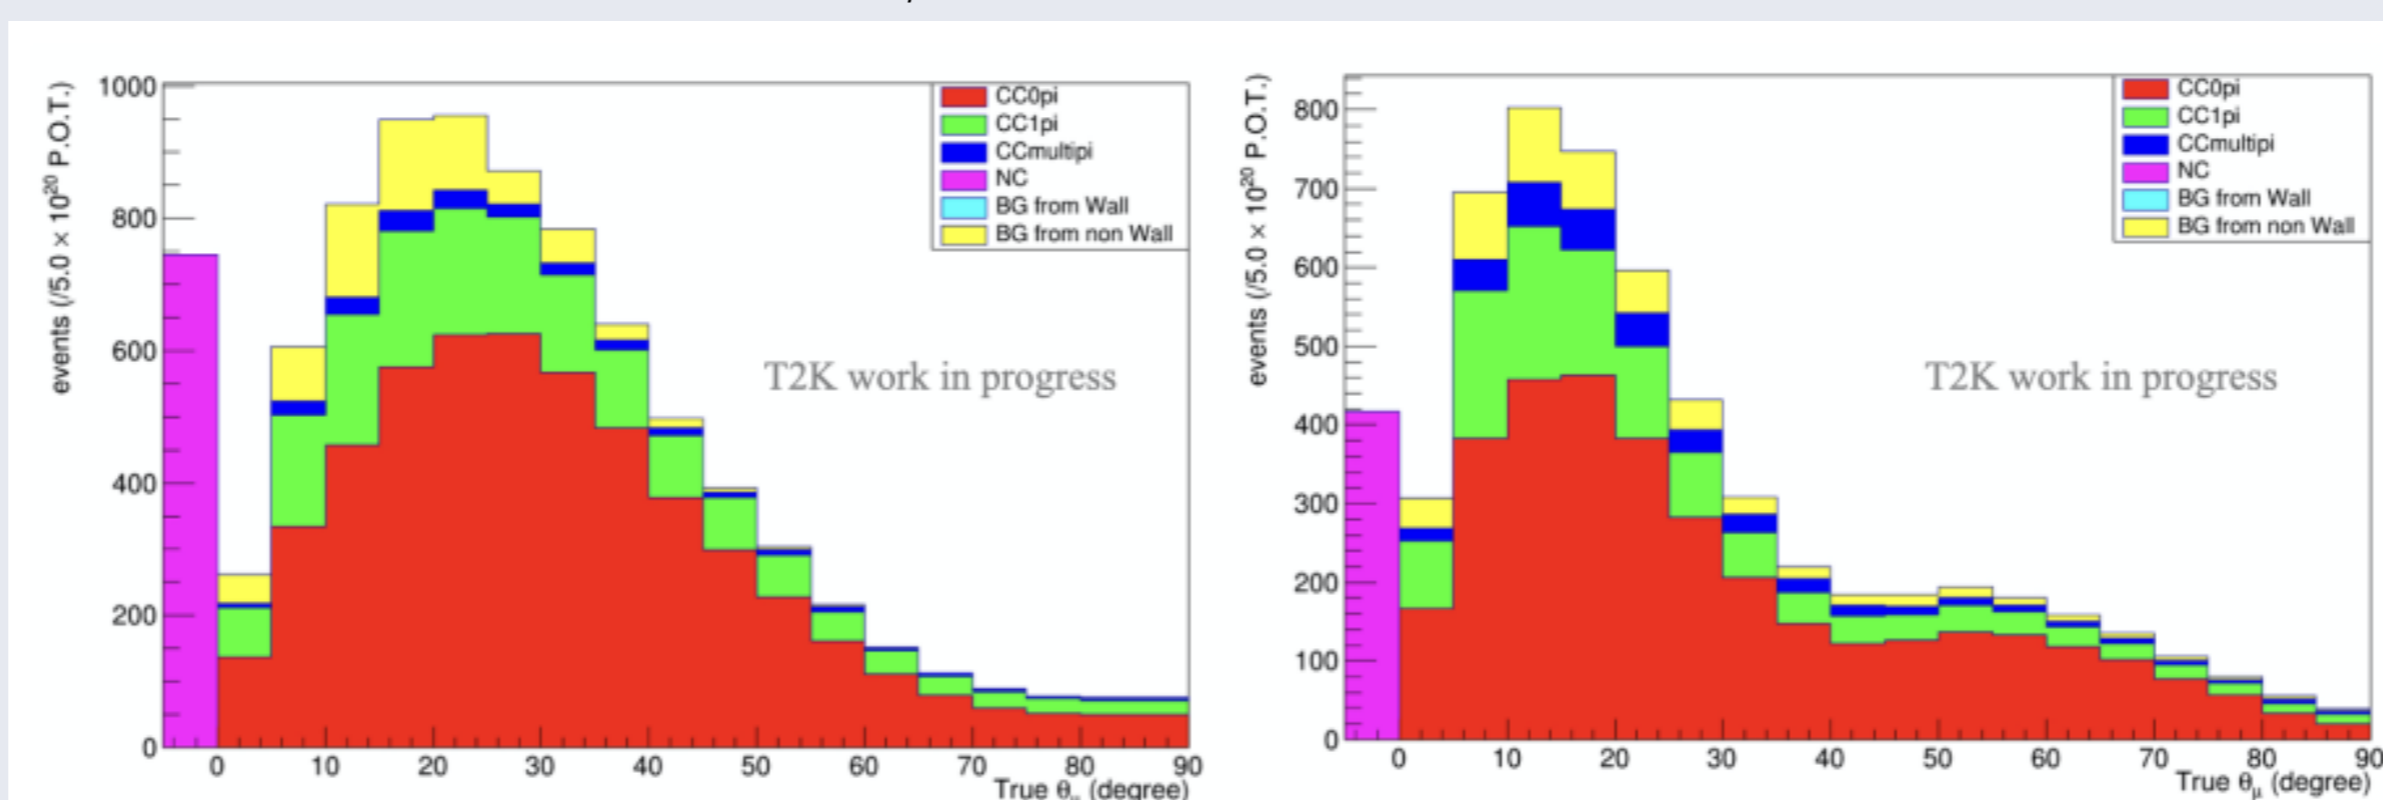 1000
800
600
400
200
0
events (/5.0 × 10²⁰ P.O.T.)
CC0pi
CC1pi
CCmultipi
NC
BG from Wall
BG from non Wall
T2K work in progress
0 10 20 30 40 50 60 70 80 90
True θμ (degree)
800
700
600
500
400
300
200
100
0
events (/5.0 × 10²⁰ P.O.T.)
CC0pi
CC1pi
CCmultipi
NC
BG from Wall
BG from non Wall
T2K work in progress
0 10 20 30 40 50 60 70 80 90
True θμ (degree)